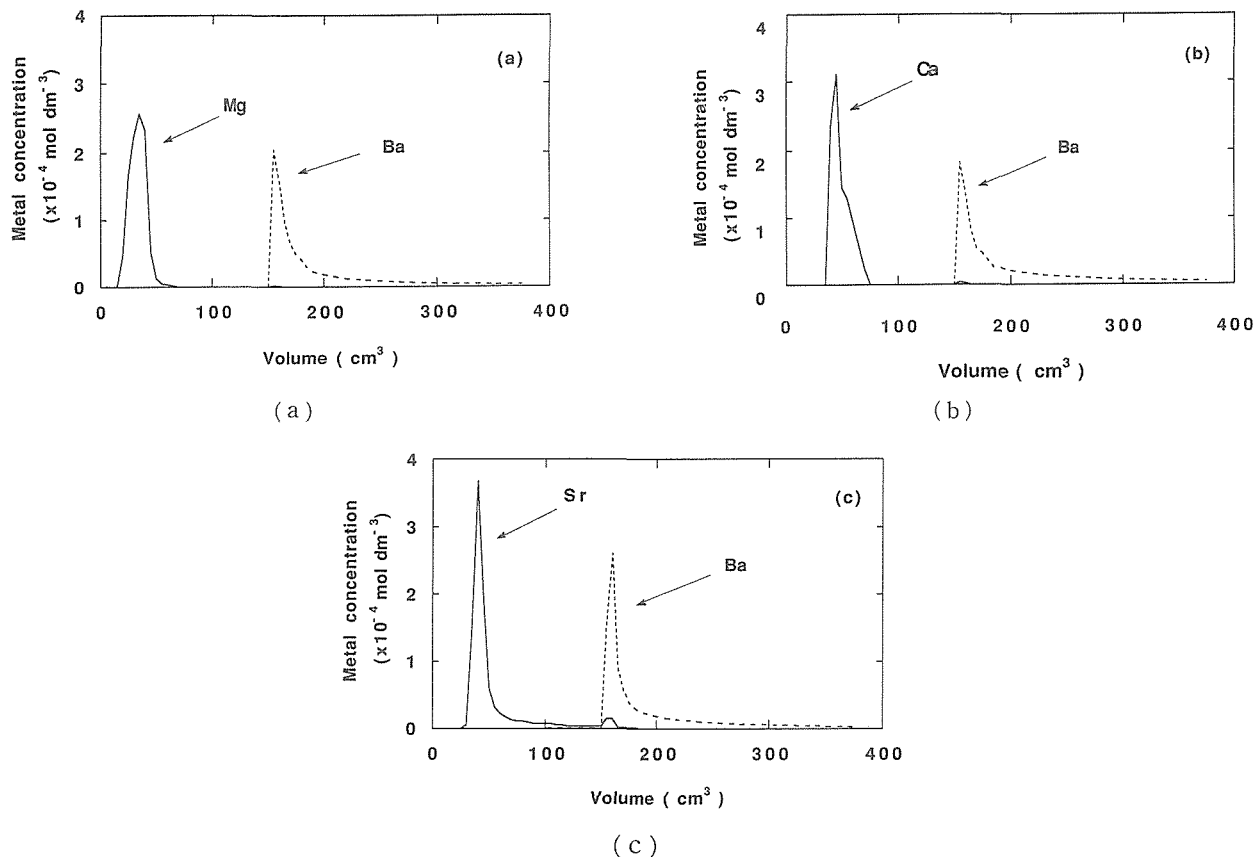 4
3
2
1
0
Metal concentration
(x10⁻⁴ mol dm⁻³)
(a)
Mg
Ba
0 100 200 300 400
Volume ( cm³ )
(a)
4
3
2
1
0
Metal concentration
(x10⁻⁴ mol dm⁻³)
(b)
Ca
Ba
0 100 200 300 400
Volume ( cm³ )
(b)
4
3
2
1
0
Metal concentration
(x10⁻⁴ mol dm⁻³)
(c)
Sr
Ba
0 100 200 300 400
Volume ( cm³ )
(c)